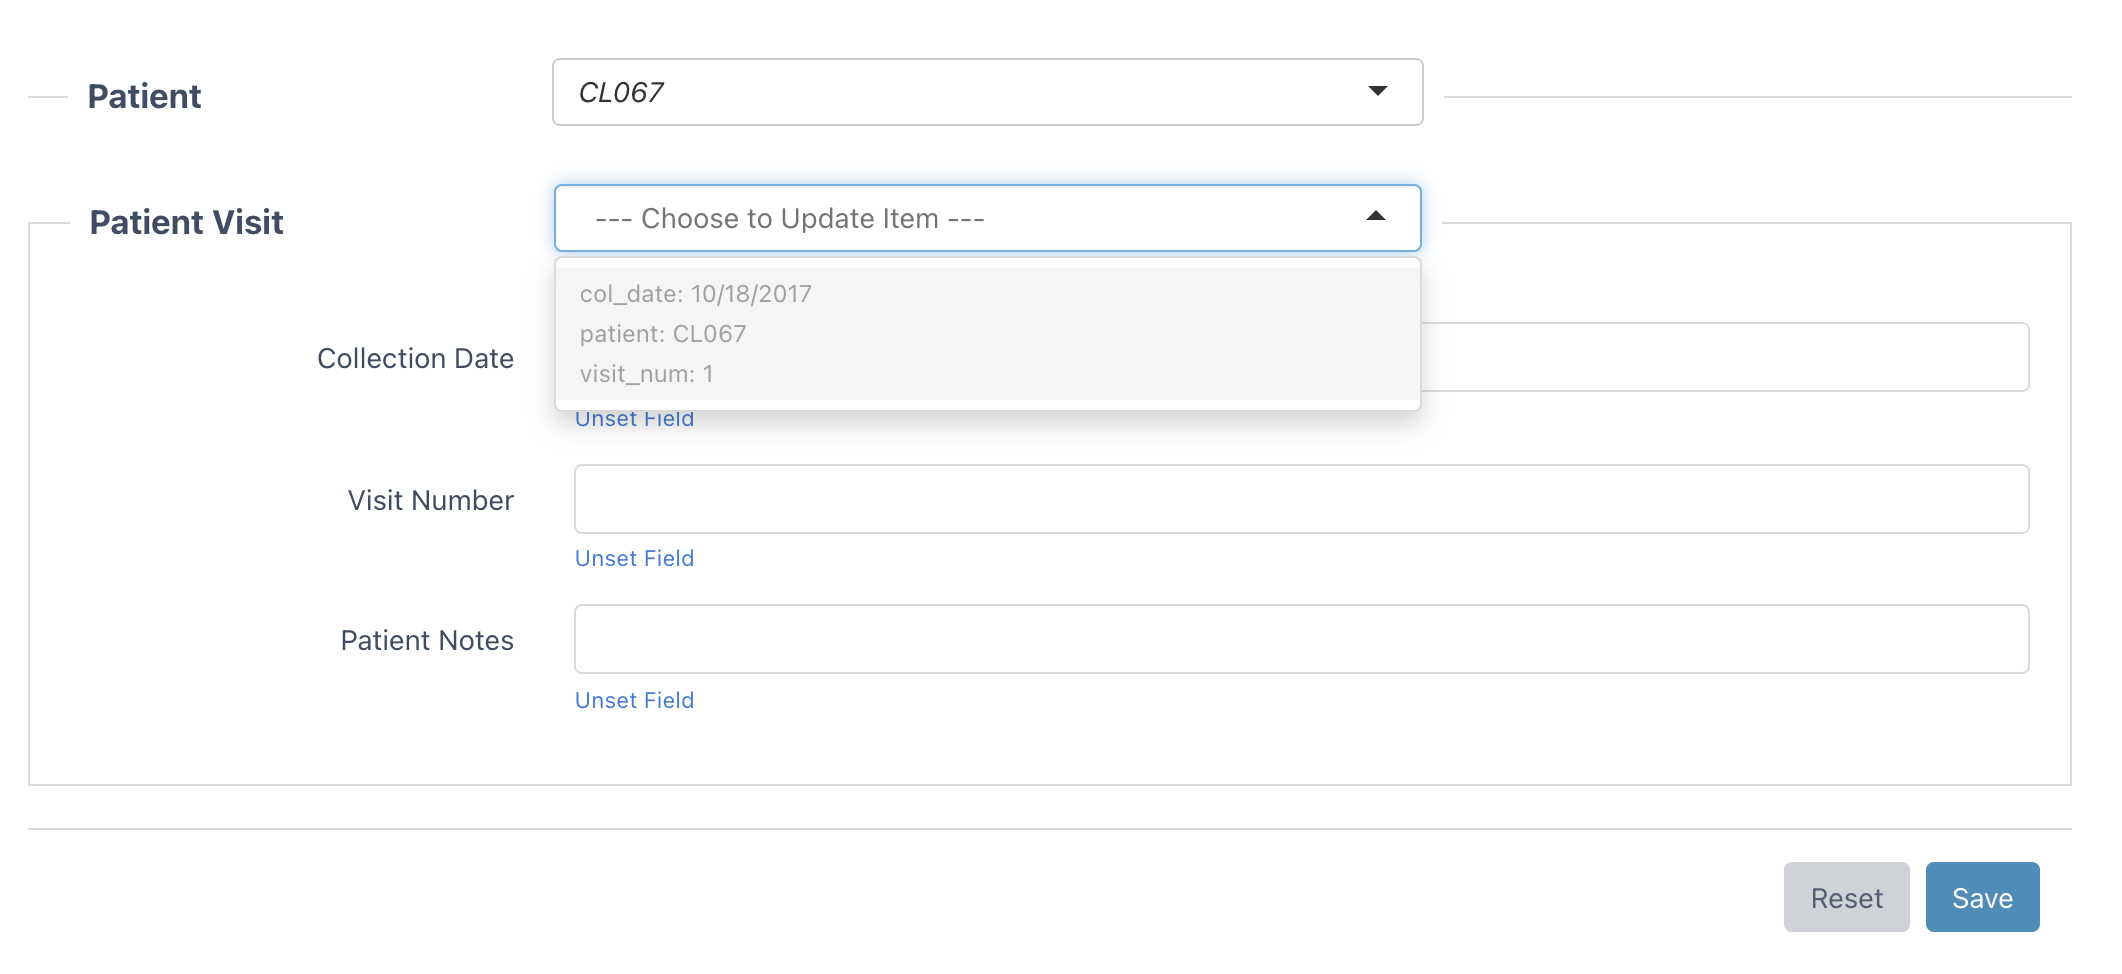 Patient
CL067
Patient Visit
--- Choose to Update Item ---
col_date: 10/18/2017
patient: CL067
visit_num: 1
Collection Date
Unset Field
Visit Number
Unset Field
Patient Notes
Unset Field
Reset
Save